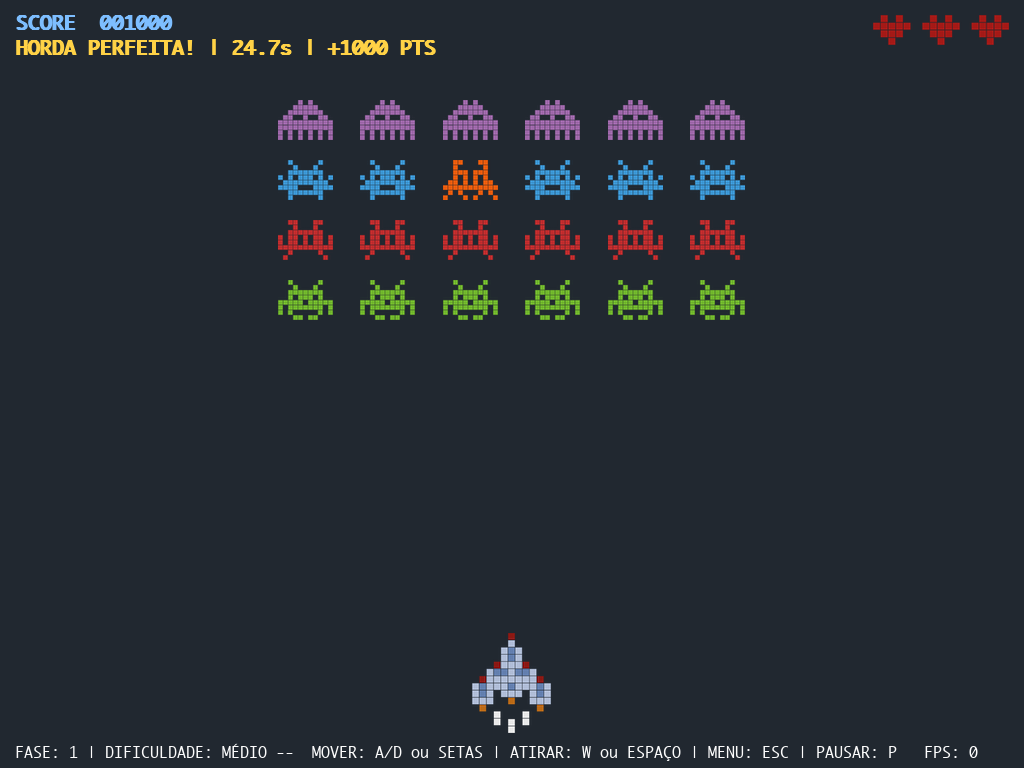 SCORE  001000
HORDA PERFEITA! | 24.7s | +1000 PTS
FASE: 1 | DIFICULDADE: MÉDIO --  MOVER: A/D ou SETAS | ATIRAR: W ou ESPAÇO | MENU: ESC | PAUSAR: P   FPS: 0